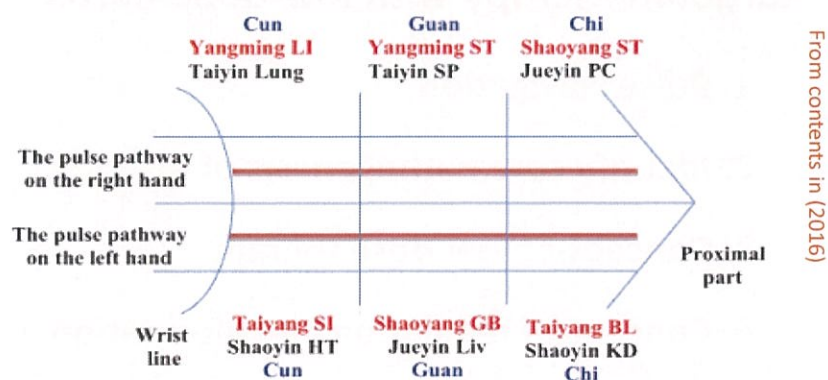 Cun
Guan
Chi
Yangming LI
Yangming ST
Shaoyang ST
Taiyin Lung
Taiyin SP
Jueyin PC
The pulse pathway
on the right hand
The pulse pathway
on the left hand
Proximal
part
Wrist
line
Taiyang SI
Shaoyang GB
Taiyang BL
Shaoyin HT
Jueyin Liv
Shaoyin KD
Cun
Guan
Chi
From contents in (2016)